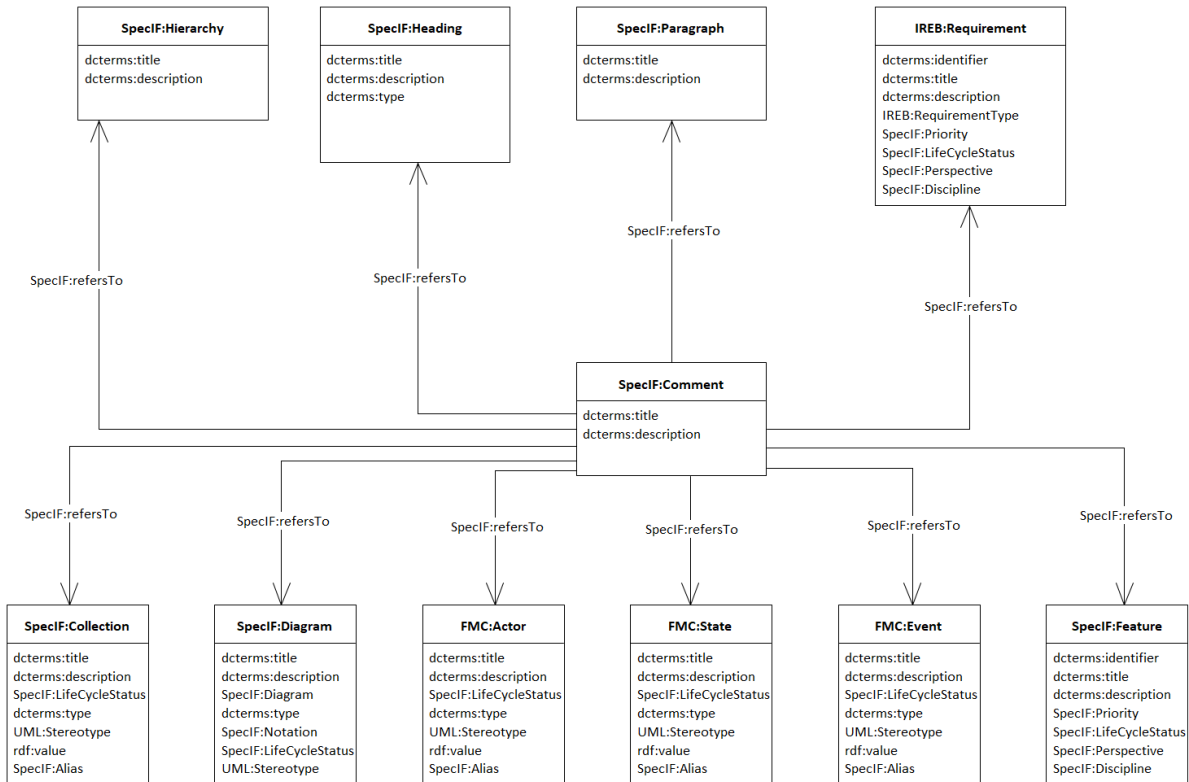 SpecIF:Hierarchy
dcterms:title
dcterms:description
SpecIF:Heading
dcterms:title
dcterms:description
dcterms:type
SpecIF:Paragraph
dcterms:title
dcterms:description
IREB:Requirement
dcterms:identifier
dcterms:title
dcterms:description
IREB:RequirementType
SpecIF:Priority
SpecIF:LifeCycleStatus
SpecIF:Perspective
SpecIF:Discipline
SpecIF:refersTo
SpecIF:refersTo
SpecIF:refersTo
SpecIF:refersTo
SpecIF:Comment
dcterms:title
dcterms:description
SpecIF:refersTo
SpecIF:refersTo
SpecIF:refersTo
SpecIF:refersTo
SpecIF:refersTo
SpecIF:refersTo
SpecIF:Collection
dcterms:title
dcterms:description
SpecIF:LifeCycleStatus
dcterms:type
UML:Stereotype
rdf:value
SpecIF:Alias
SpecIF:Diagram
dcterms:title
dcterms:description
SpecIF:Diagram
dcterms:type
SpecIF:Notation
SpecIF:LifeCycleStatus
UML:Stereotype
FMC:Actor
dcterms:title
dcterms:description
SpecIF:LifeCycleStatus
dcterms:type
UML:Stereotype
rdf:value
SpecIF:Alias
FMC:State
dcterms:title
dcterms:description
SpecIF:LifeCycleStatus
dcterms:type
UML:Stereotype
rdf:value
SpecIF:Alias
FMC:Event
dcterms:title
dcterms:description
SpecIF:LifeCycleStatus
dcterms:type
UML:Stereotype
rdf:value
SpecIF:Alias
SpecIF:Feature
dcterms:identifier
dcterms:title
dcterms:description
SpecIF:Priority
SpecIF:LifeCycleStatus
SpecIF:Perspective
SpecIF:Discipline